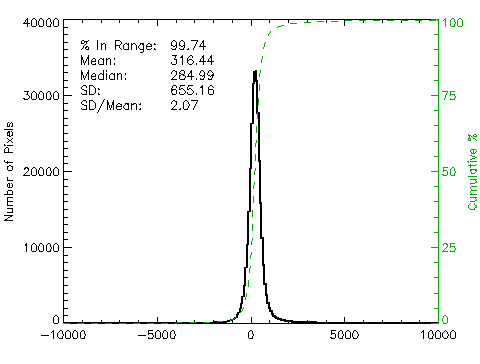 40000
30000
20000
10000
0
Number of Pixels
% In Range: 99.74
Mean: 316.44
Median: 284.99
SD: 655.16
SD/Mean: 2.07
100
75
50
25
0
Cumulative %
-10000 -5000 0 5000 10000